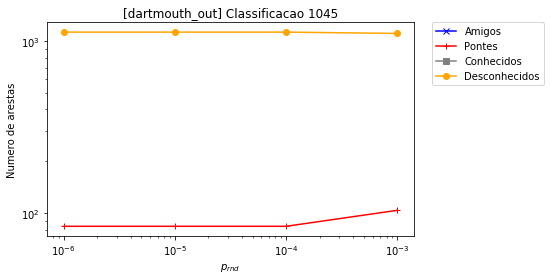 [dartmouth_out] Classificacao 1045
Numero de arestas
10³
10²
10⁻⁶ 10⁻⁵ 10⁻⁴ 10⁻³
p_rnd
Amigos
Pontes
Conhecidos
Desconhecidos